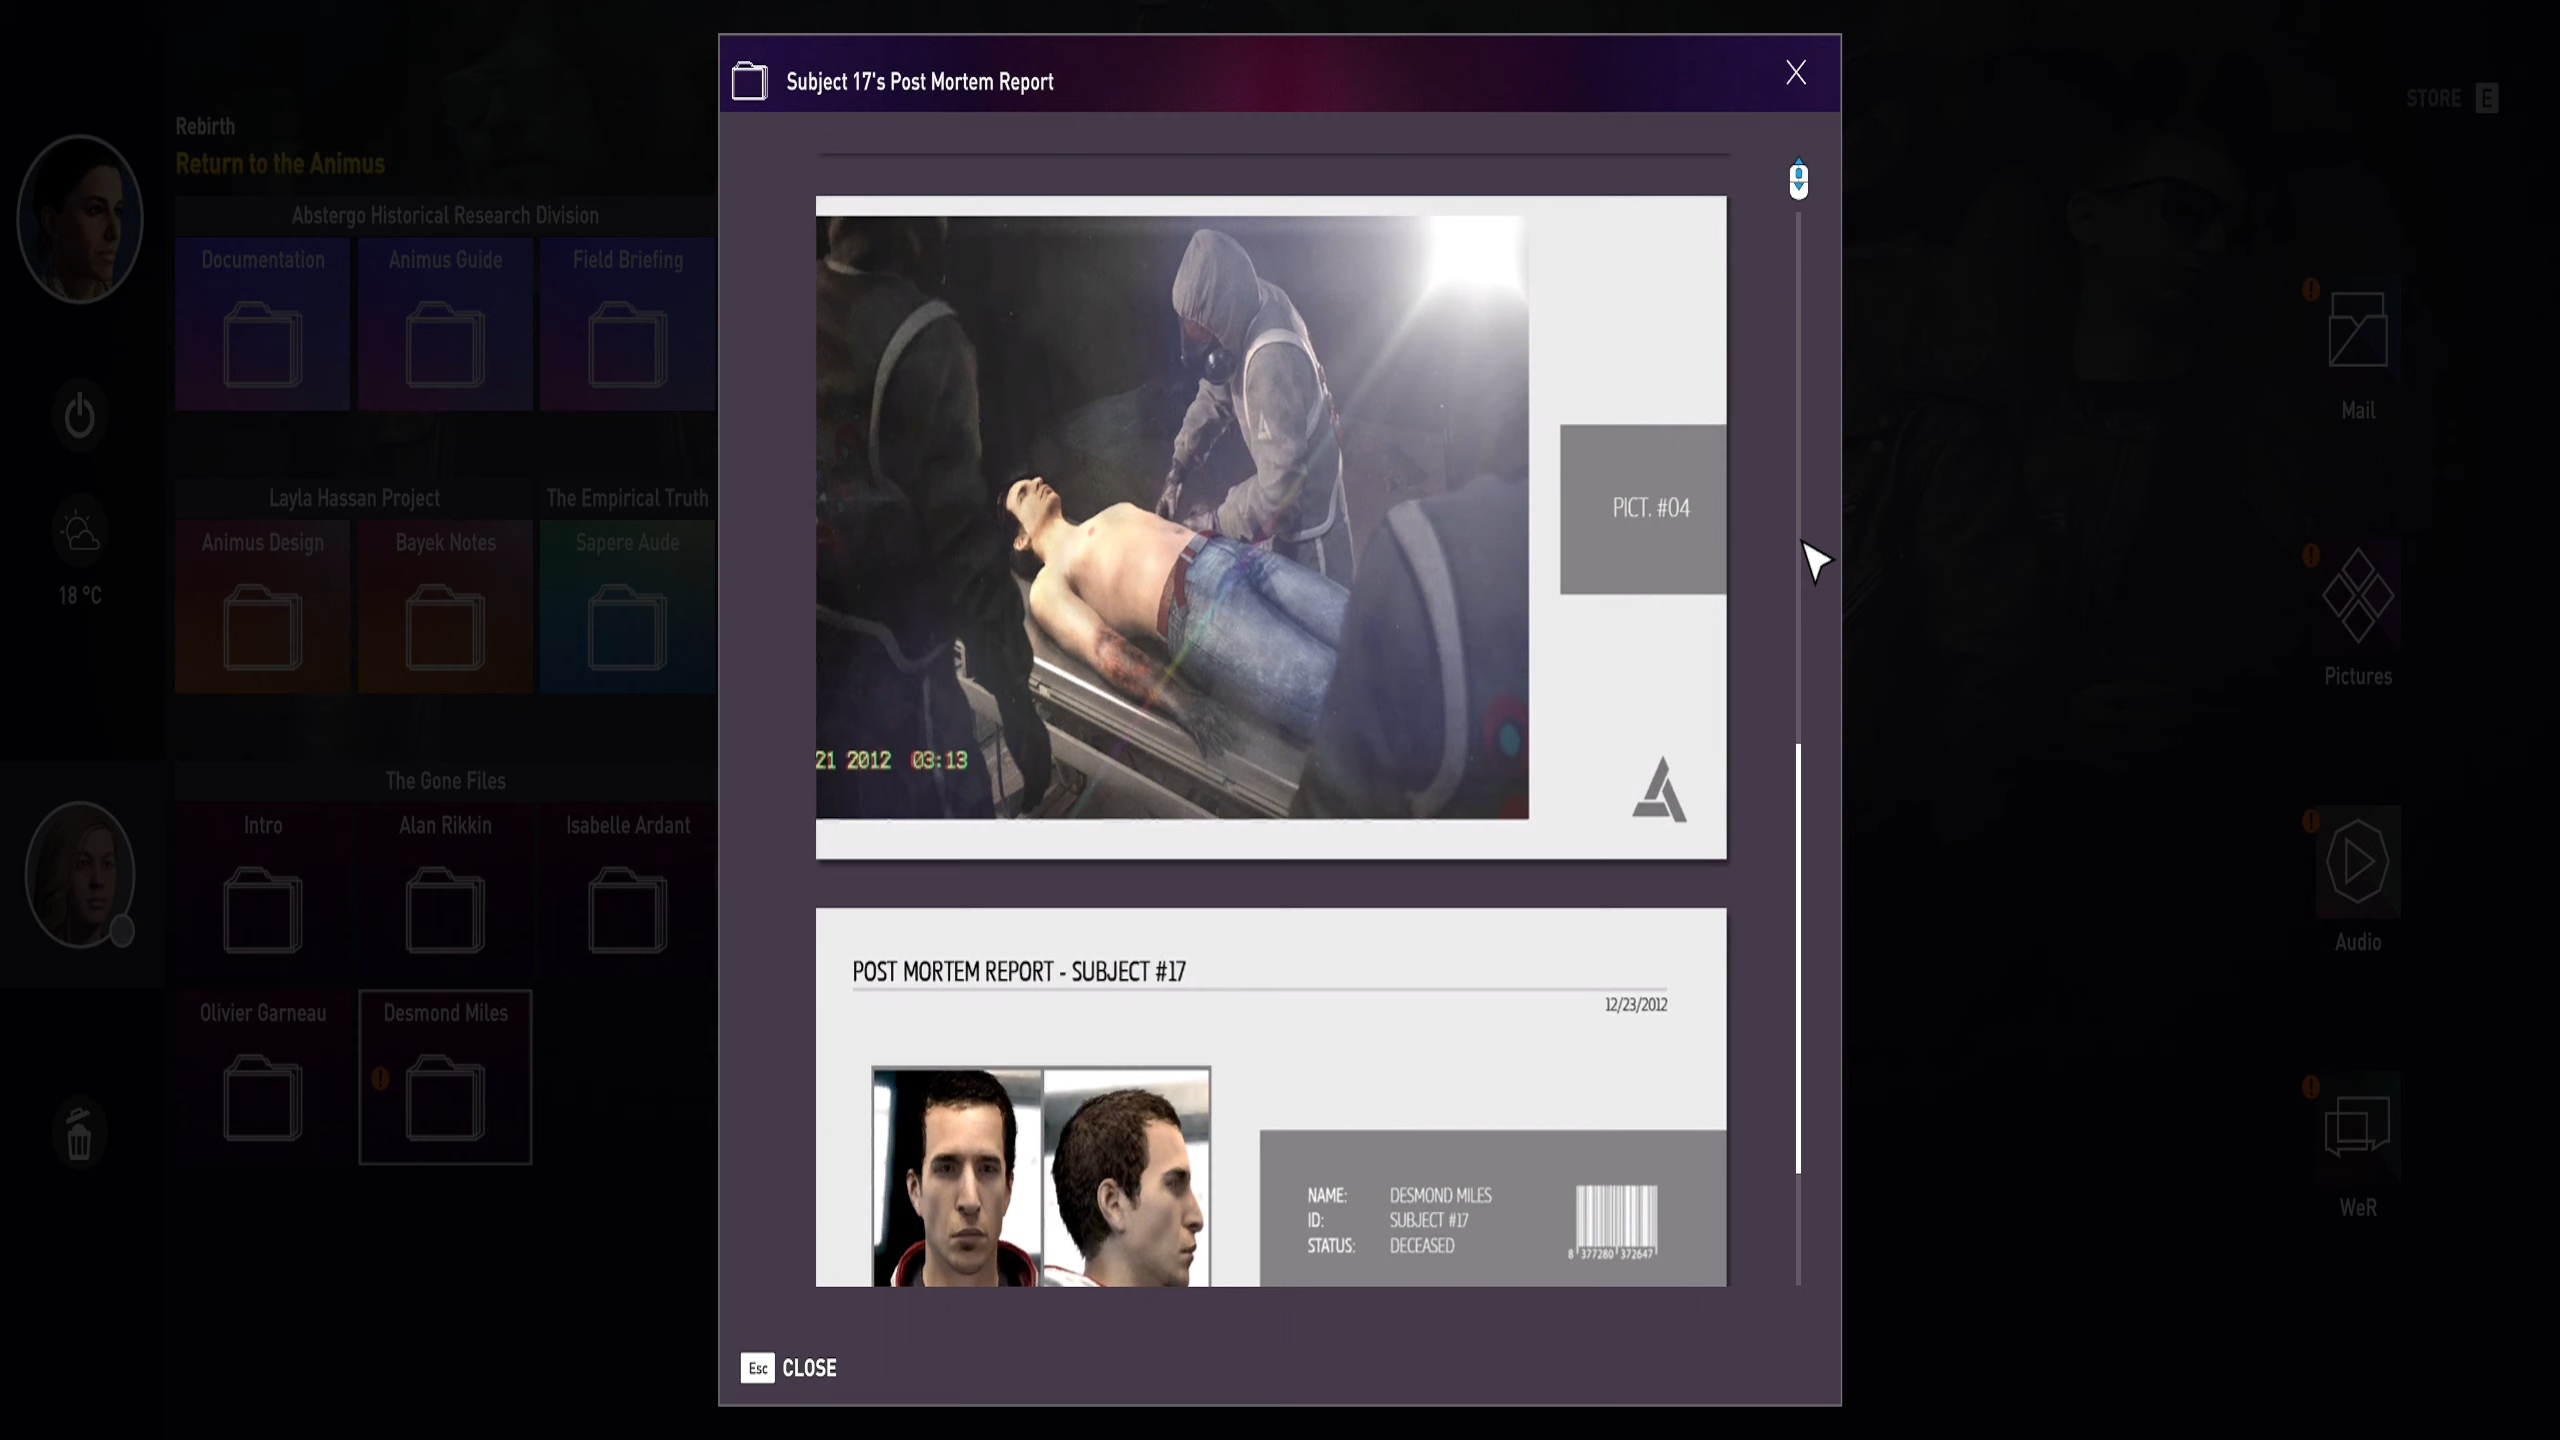 Subject 17's Post Mortem Report
STORE E
Rebirth
Return to the Animus
Abstergo Historical Research Division
Documentation
Animus Guide
Field Briefing
Layla Hassan Project
The Empirical Truth
Animus Design
Bayek Notes
Sapere Aude
18 °C
The Gone Files
Intro
Alan Rikkin
Isabelle Ardant
Olivier Garneau
Desmond Miles
PICT. #04
21 2012 03:13
POST MORTEM REPORT - SUBJECT #17
12/23/2012
NAME: DESMOND MILES
ID: SUBJECT #17
STATUS: DECEASED
8 377280 372647
Esc CLOSE
Mail
Pictures
Audio
WeR